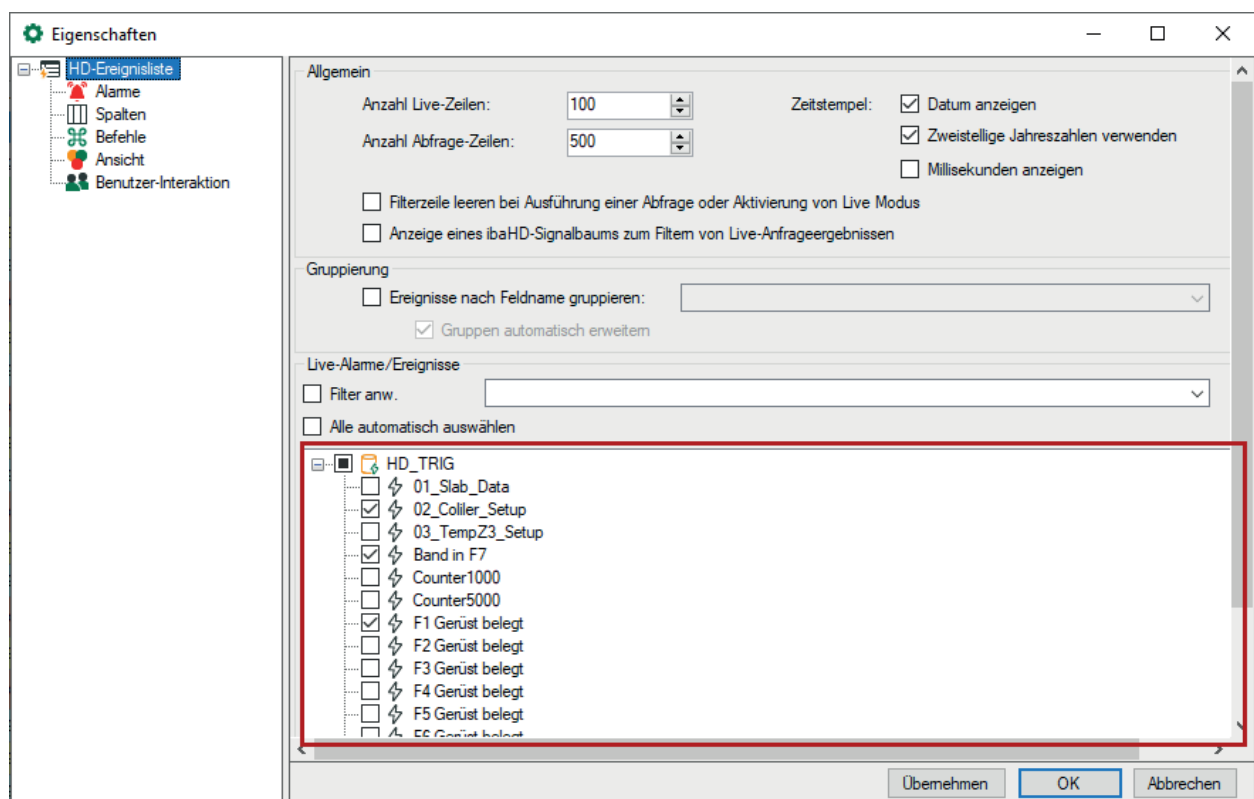 Eigenschaften
HD-Ereignisliste
Alarme
Spalten
Befehle
Ansicht
Benutzer-Interaktion
Allgemein
Anzahl Live-Zeilen: 100 Zeitstempel: Datum anzeigen
Zweistellige Jahreszahlen verwenden
Anzahl Abfrage-Zeilen: 500
Millisekunden anzeigen
Filterzeile leeren bei Ausführung einer Abfrage oder Aktivierung von Live Modus
Anzeige eines ibaHD-Signalbaums zum Filtern von Live-Anfrageergebnissen
Gruppierung
Ereignisse nach Feldname gruppieren:
Gruppen automatisch erweitern
Live-Alarme/Ereignisse
Filter anw.
Alle automatisch auswählen
HD_TRIG
01_Slab_Data
02_Coliler_Setup
03_TempZ3_Setup
Band in F7
Counter1000
Counter5000
F1 Gerüst belegt
F2 Gerüst belegt
F3 Gerüst belegt
F4 Gerüst belegt
F5 Gerüst belegt
F6 Gerüst belegt
Übernehmen OK Abbrechen